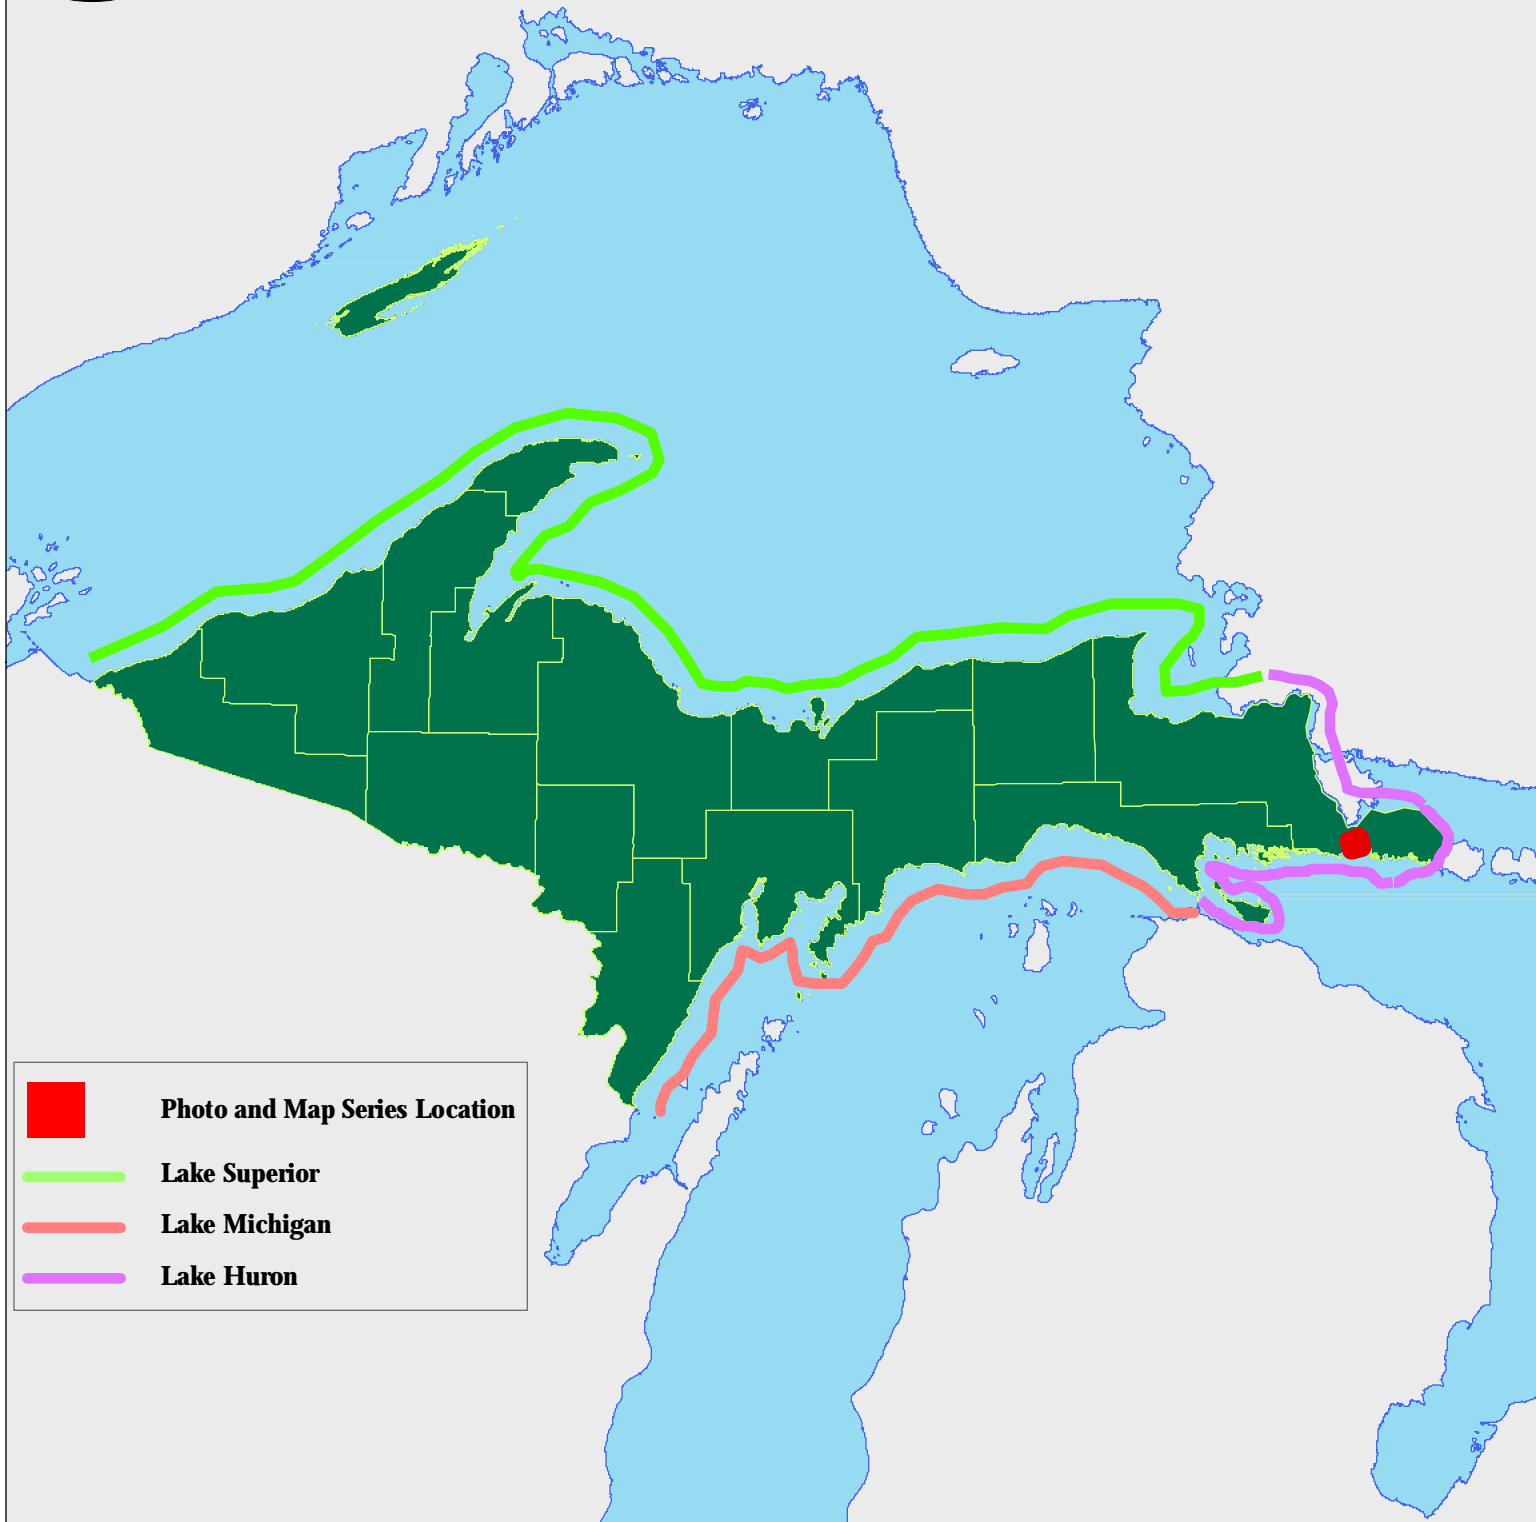 Photo and Map Series Location
Lake Superior
Lake Michigan
Lake Huron